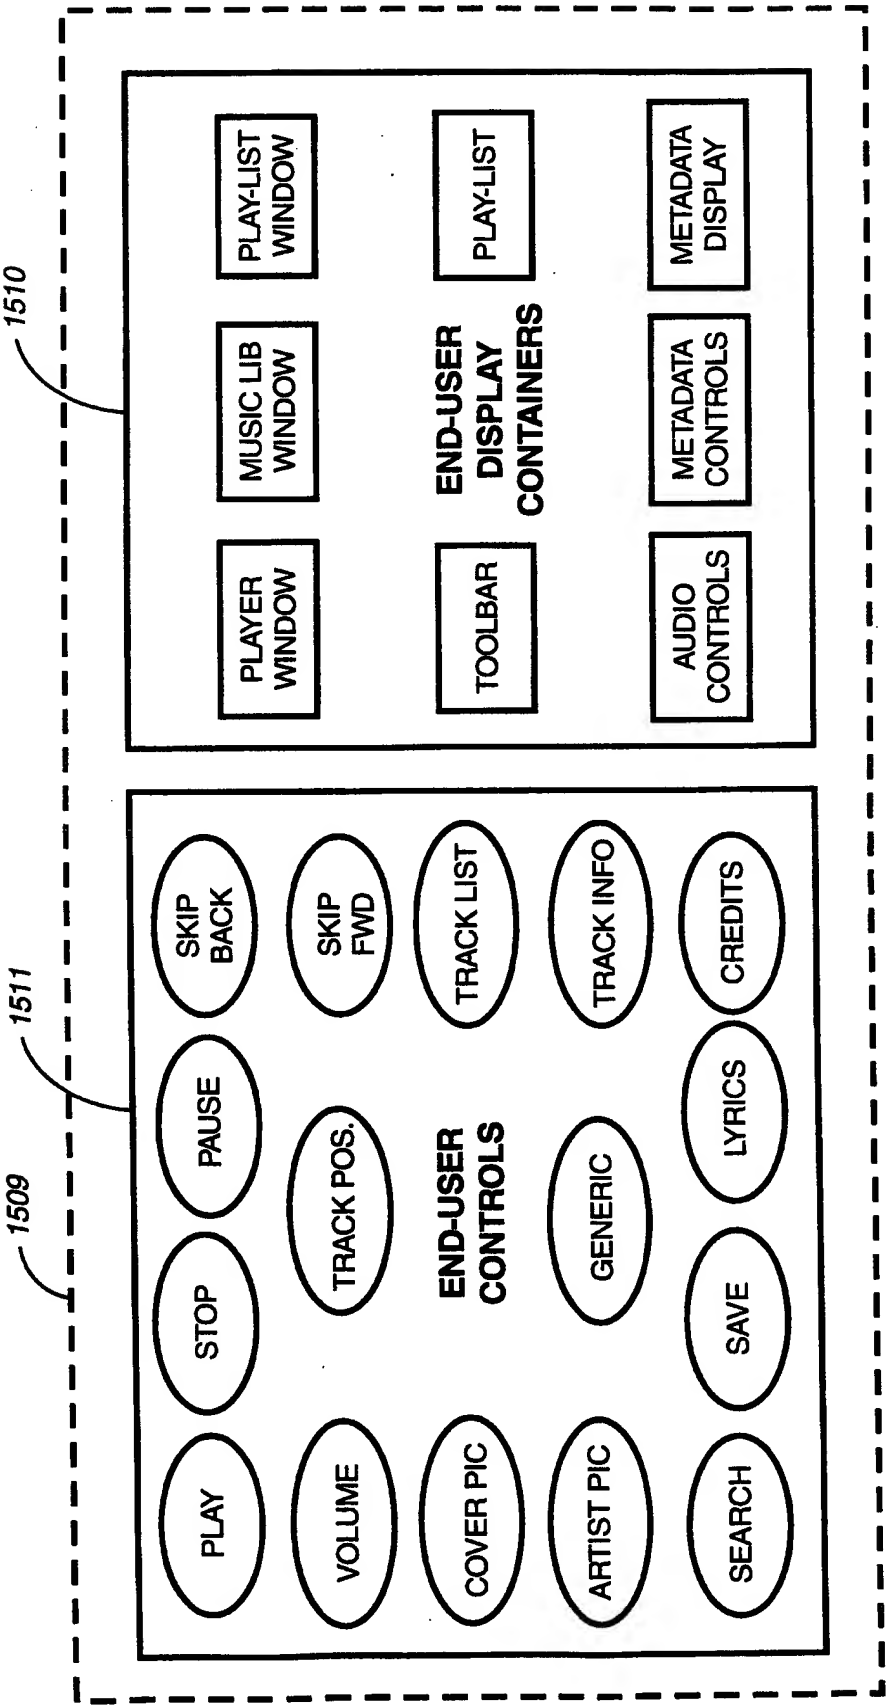 1509
1511
1510
PLAY
STOP
PAUSE
SKIP
BACK
VOLUME
TRACK POS.
SKIP
FWD
COVER PIC
END-USER
CONTROLS
TRACK LIST
ARTIST PIC
GENERIC
TRACK INFO
SEARCH
SAVE
LYRICS
CREDITS
PLAYER
WINDOW
MUSIC LIB
WINDOW
PLAY-LIST
WINDOW
TOOLBAR
END-USER
DISPLAY
CONTAINERS
PLAY-LIST
AUDIO
CONTROLS
METADATA
CONTROLS
METADATA
DISPLAY